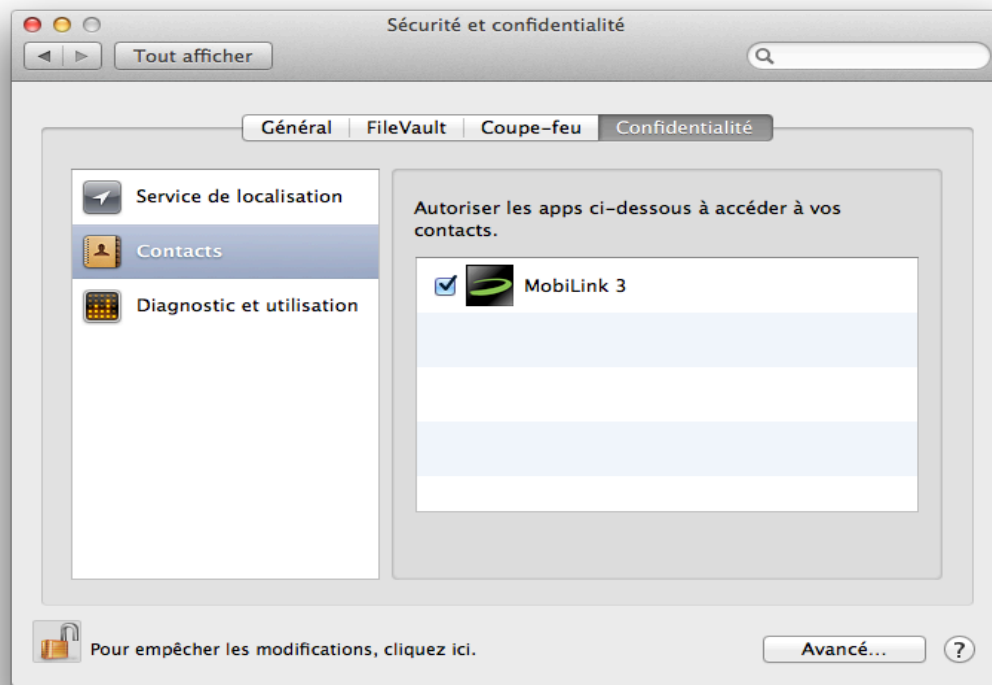 Sécurité et confidentialité
Tout afficher
Général
FileVault
Coupe-feu
Confidentialité
Service de localisation
Contacts
Diagnostic et utilisation
Autoriser les apps ci-dessous à accéder à vos
contacts.
MobiLink 3
Pour empêcher les modifications, cliquez ici.
Avancé...
?